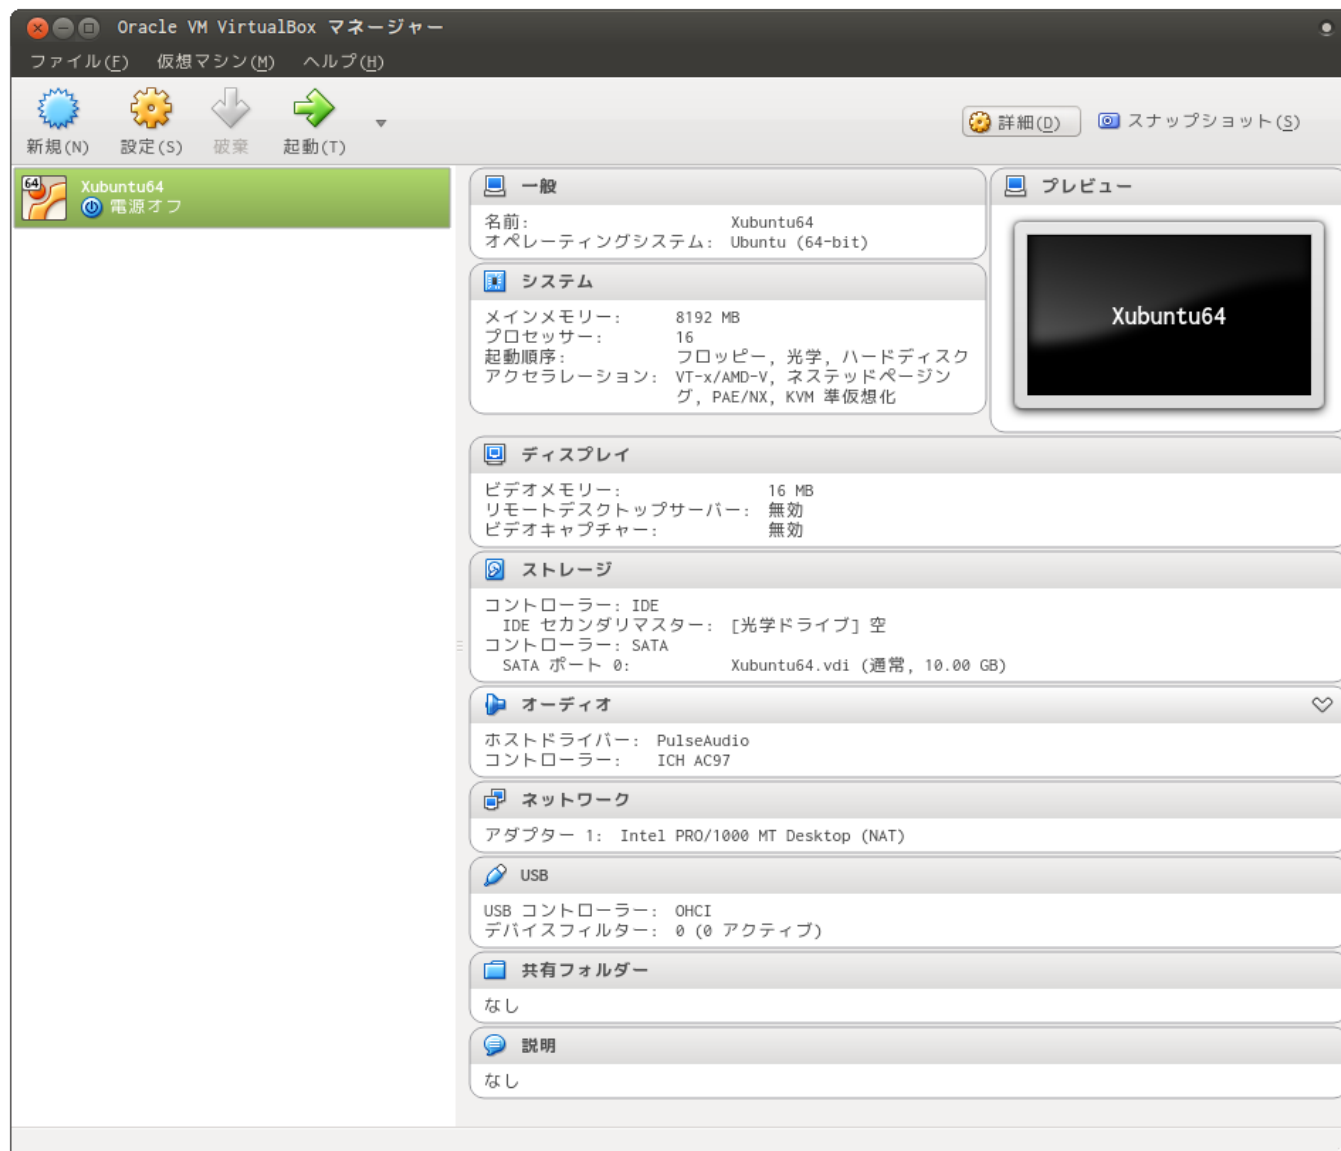 Oracle VM VirtualBox マネージャー
ファイル(F) 仮想マシン(M) ヘルプ(H)
新規(N) 設定(S) 破棄 起動(T) 詳細(D) スナップショット(S)
64
Xubuntu64
電源オフ
一般
名前: Xubuntu64
オペレーティングシステム: Ubuntu (64-bit)
システム
メインメモリー: 8192 MB
プロセッサー: 16
起動順序: フロッピー, 光学, ハードディスク
アクセラレーション: VT-x/AMD-V, ネステッドページン
グ, PAE/NX, KVM 準仮想化
プレビュー
Xubuntu64
ディスプレイ
ビデオメモリー: 16 MB
リモートデスクトップサーバー: 無効
ビデオキャプチャー: 無効
ストレージ
コントローラー: IDE
IDE セカンダリマスター: [光学ドライブ] 空
コントローラー: SATA
SATA ポート 0: Xubuntu64.vdi (通常, 10.00 GB)
オーディオ
ホストドライバー: PulseAudio
コントローラー: ICH AC97
ネットワーク
アダプター 1: Intel PRO/1000 MT Desktop (NAT)
USB
USB コントローラー: OHCI
デバイスフィルター: 0 (0 アクティブ)
共有フォルダー
なし
説明
なし